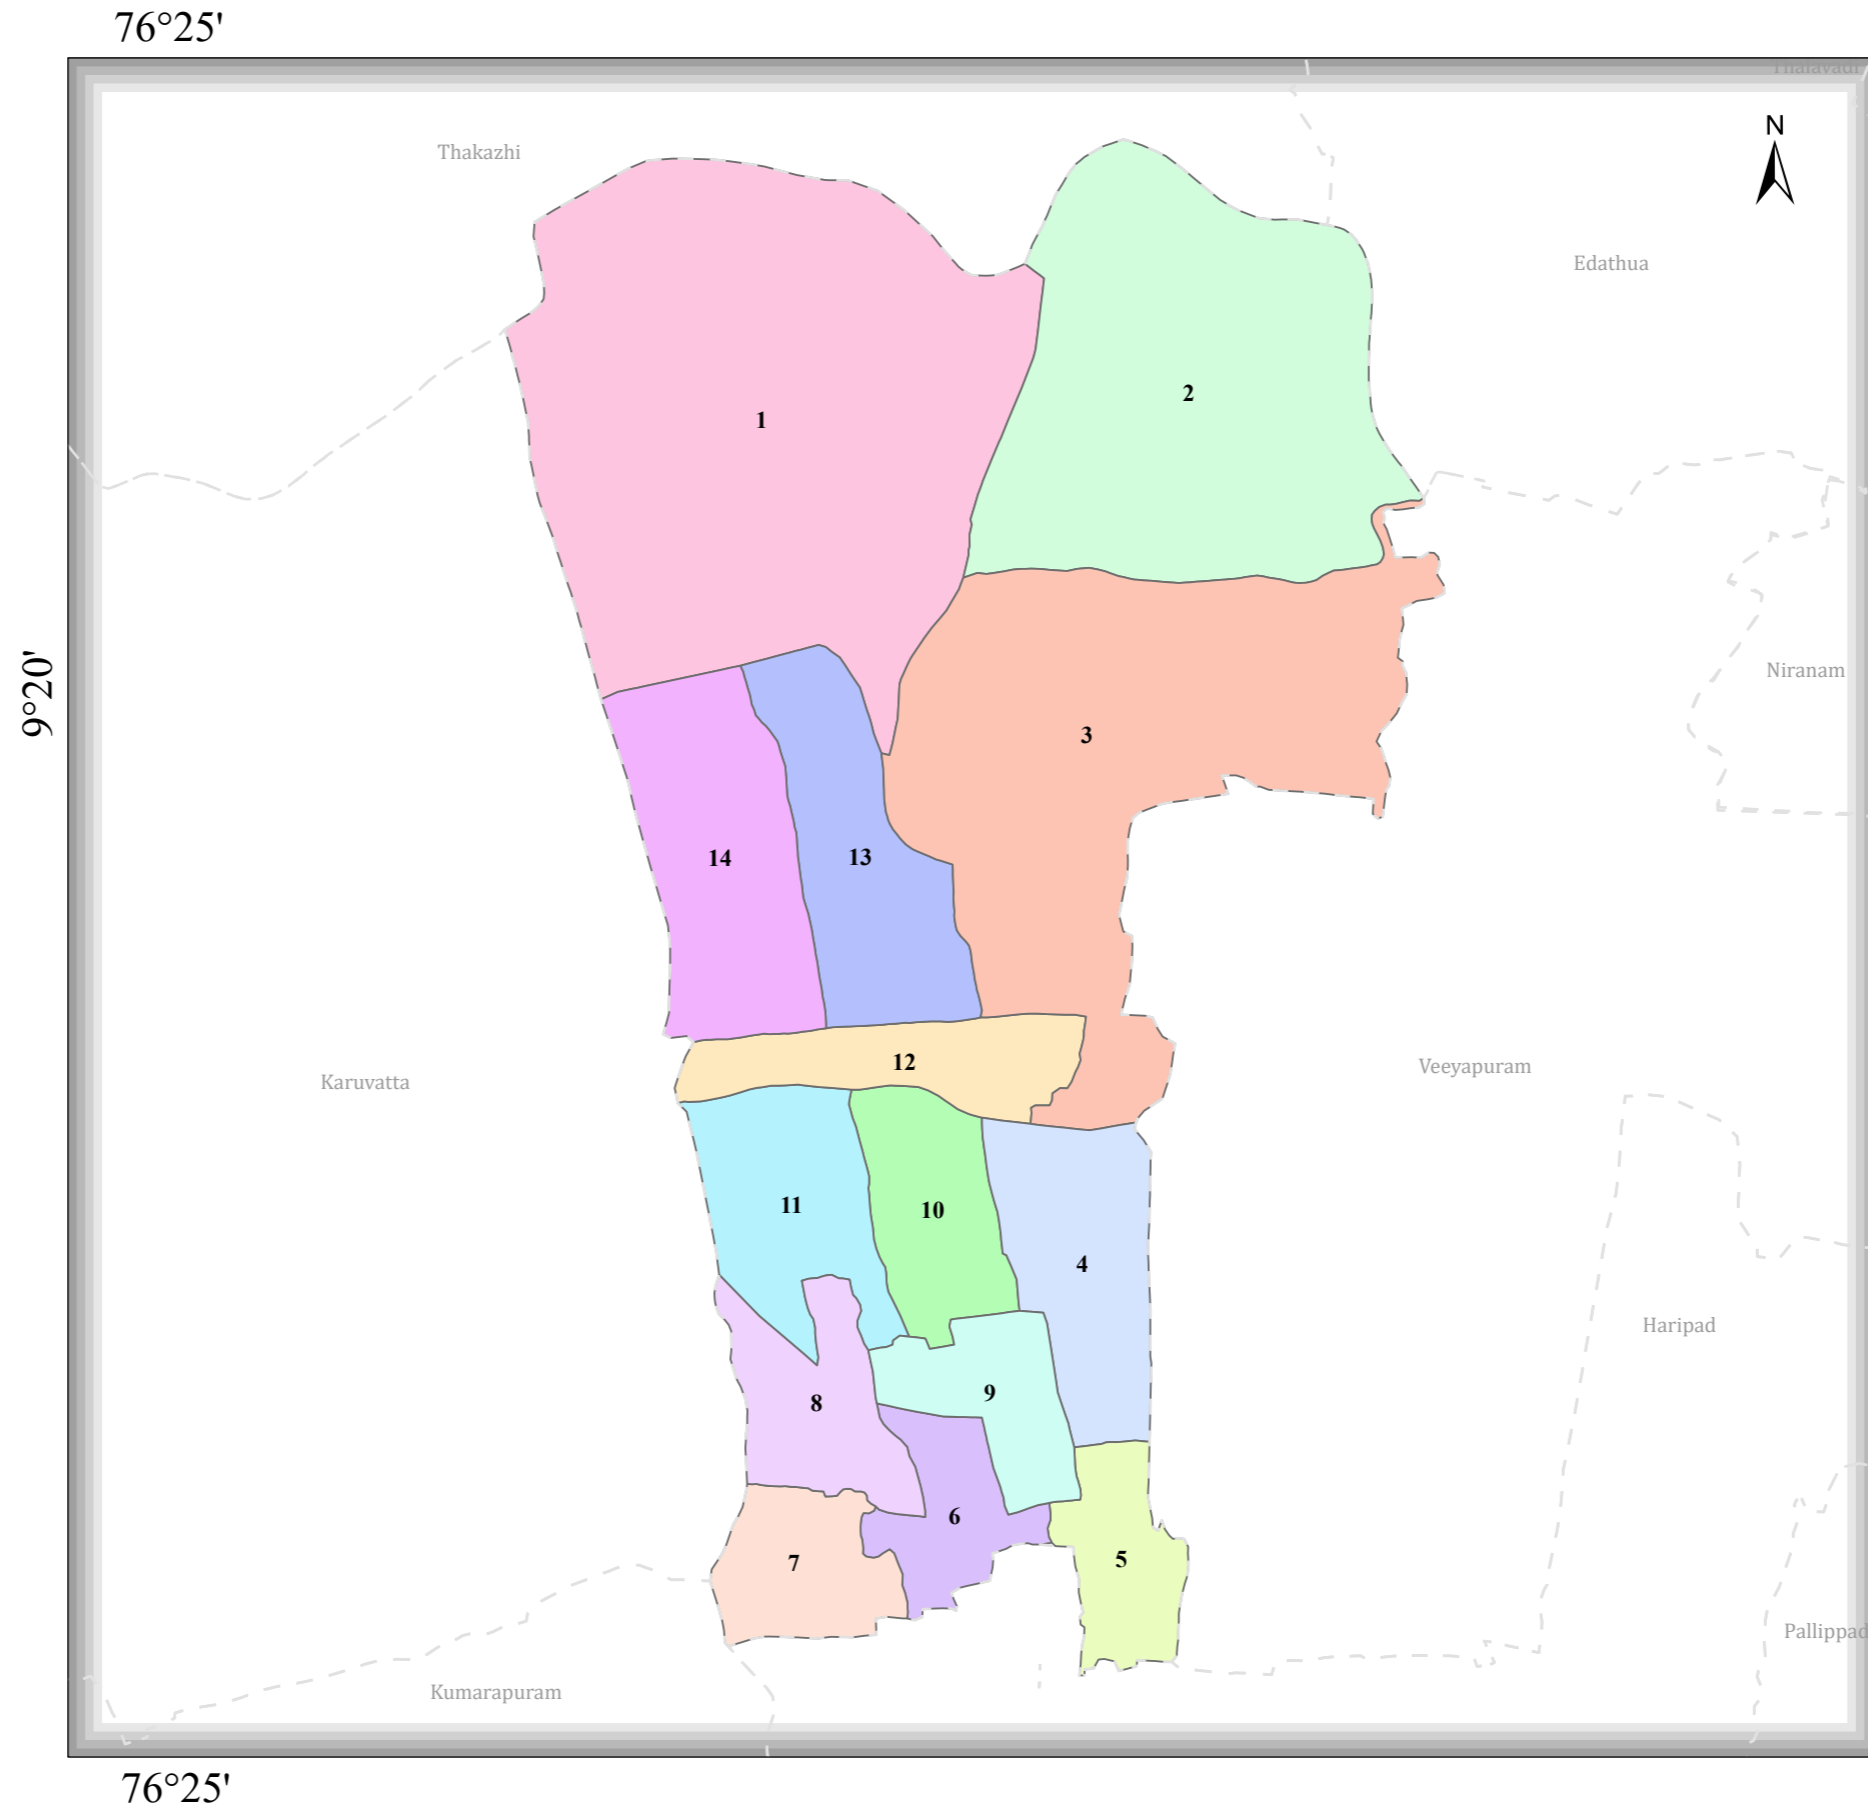 76°25'
Thalavadi
N
Thakazhi
Edathua
2
1
9°20'
Niranam
3
14
13
12
Veeyapuram
Karuvatta
11
10
4
Haripad
9
8
6
5
7
Pallippad
Kumarapuram
76°25'